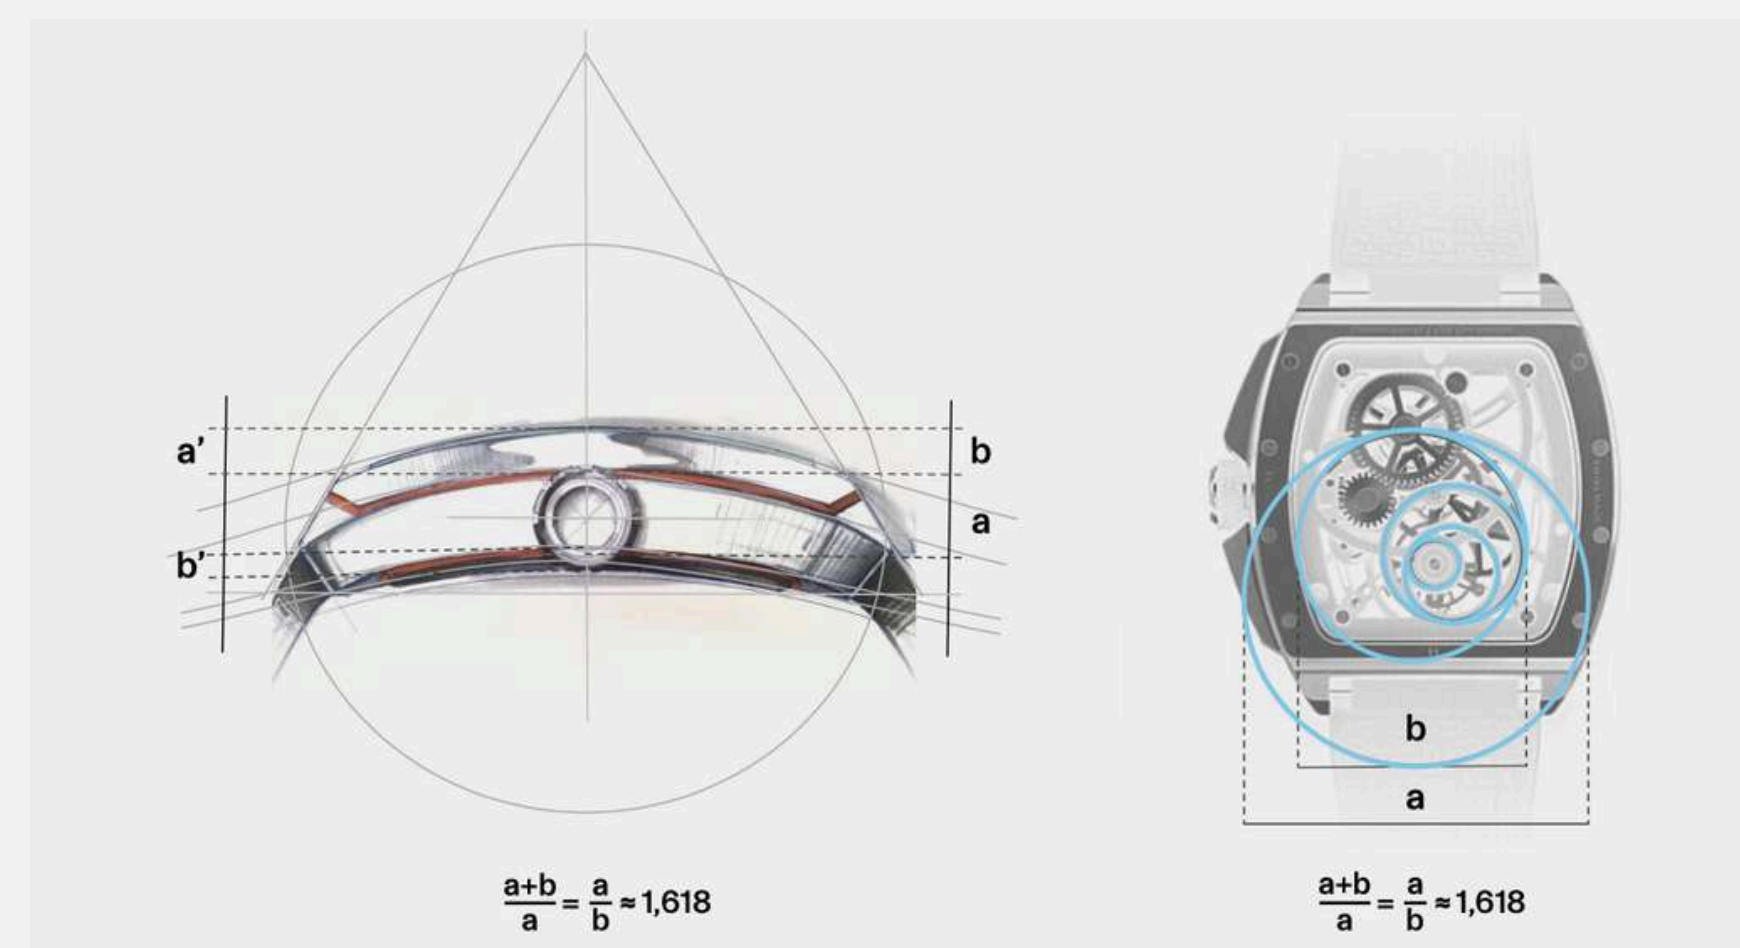 a’
b
a
b’
b
a
a+b/a = a/b ≈ 1,618
a+b/a = a/b ≈ 1,618